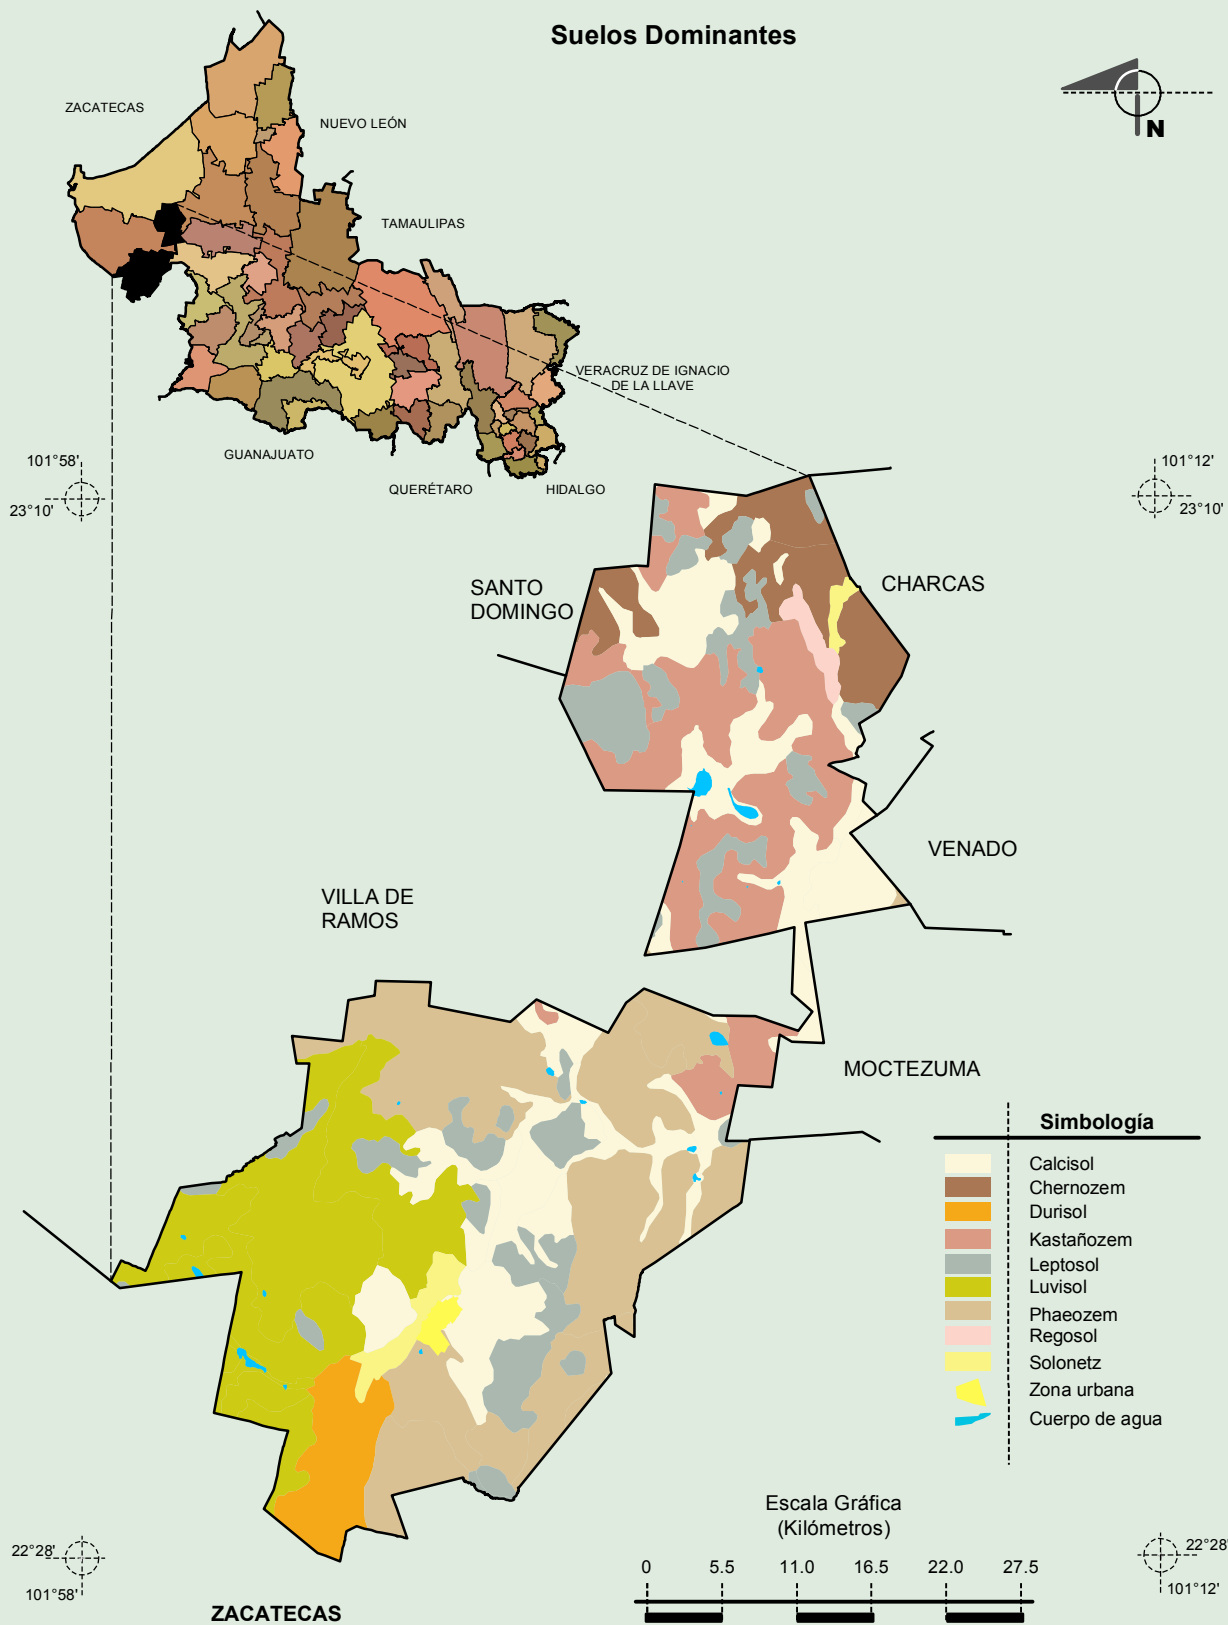 Suelos Dominantes
ZACATECAS
NUEVO LEÓN
N
TAMAULIPAS
VERACRUZ DE IGNACIO
DE LA LLAVE
GUANAJUATO
QUERÉTARO
HIDALGO
101°58'
23°10'
101°12'
23°10'
SANTO
DOMINGO
CHARCAS
VENADO
VILLA DE
RAMOS
MOCTEZUMA
Simbología
Calcisol
Chernozem
Durisol
Kastañozem
Leptosol
Luvisol
Phaeozem
Regosol
Solonetz
Zona urbana
Cuerpo de agua
Escala Gráfica
(Kilómetros)
0 5.5 11.0 16.5 22.0 27.5
22°28'
101°58'
22°28'
101°12'
ZACATECAS